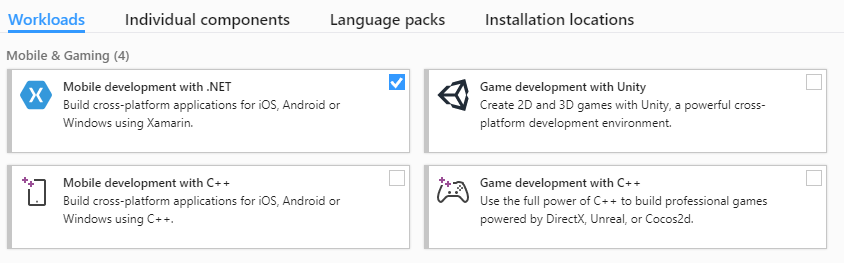 Workloads Individual components Language packs Installation locations
Mobile & Gaming (4)
Mobile development with .NET
Build cross-platform applications for iOS, Android or
Windows using Xamarin.
Game development with Unity
Create 2D and 3D games with Unity, a powerful cross-
platform development environment.
Mobile development with C++
Build cross-platform applications for iOS, Android or
Windows using C++.
Game development with C++
Use the full power of C++ to build professional games
powered by DirectX, Unreal, or Cocos2d.